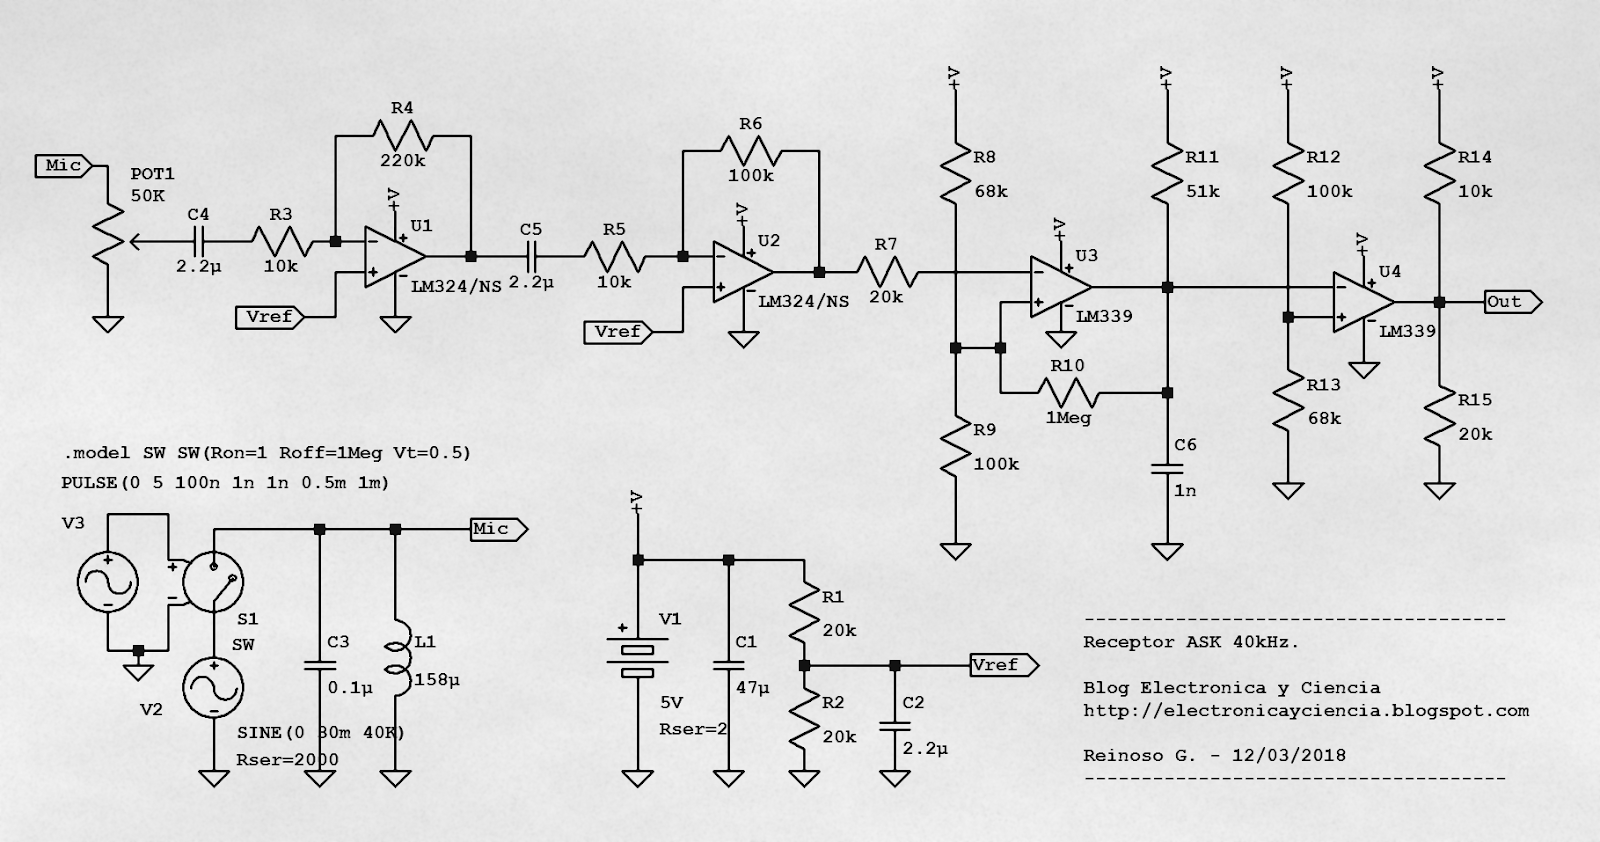 Mic
POT1
50K
C4
2.2µ
R3
10k
R4
220k
+V
U1
LM324/NS
Vref
C5
2.2µ
R5
10k
R6
100k
+V
U2
LM324/NS
Vref
R7
20k
+V
R8
68k
R9
100k
+V
U3
LM339
R10
1Meg
+V
R11
51k
C6
1n
+V
R12
100k
R13
68k
+V
U4
LM339
+V
R14
10k
Out
R15
20k
.model SW SW(Ron=1 Roff=1Meg Vt=0.5)
PULSE(0 5 100n 1n 1n 0.5m 1m)
V3
S1
SW
V2
SINE(0 30m 40K)
Rser=2000
C3
0.1µ
L1
158µ
Mic
+V
V1
5V
Rser=2
C1
47µ
R1
20k
R2
20k
Vref
C2
2.2µ
Receptor ASK 40kHz.
Blog Electronica y Ciencia
http://electronicayciencia.blogspot.com
Reinoso G. - 12/03/2018